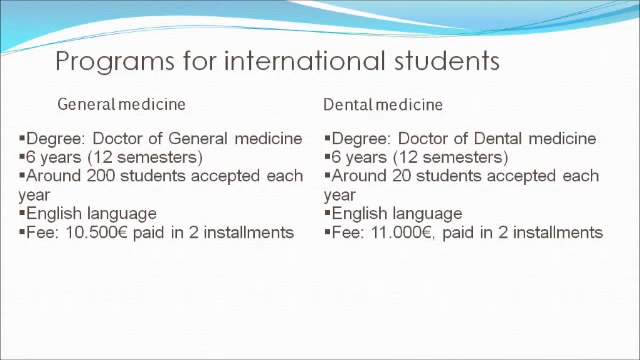 Programs for international students
General medicine
▪Degree: Doctor of General medicine
▪6 years (12 semesters)
▪Around 200 students accepted each
year
▪English language
▪Fee: 10.500€ paid in 2 installments
Dental medicine
▪Degree: Doctor of Dental medicine
▪6 years (12 semesters)
▪Around 20 students accepted each
year
▪English language
▪Fee: 11.000€, paid in 2 installments